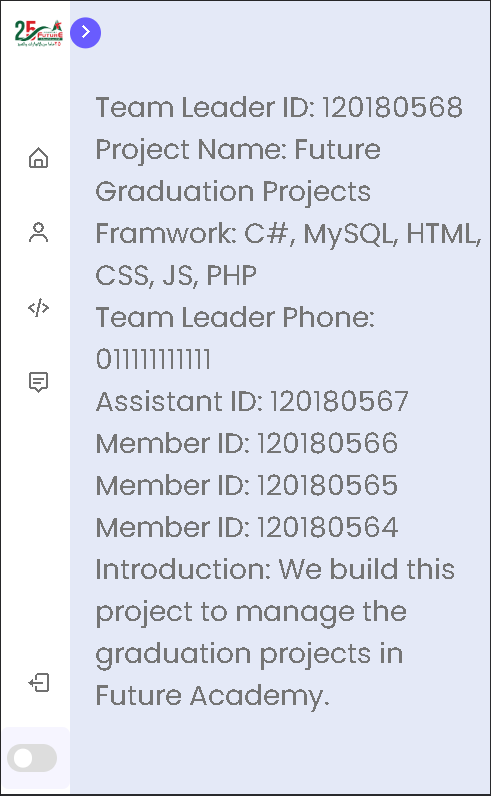 25
FUTURE
Team Leader ID: 120180568
Project Name: Future
Graduation Projects
Framwork: C#, MySQL, HTML,
CSS, JS, PHP
Team Leader Phone:
011111111111
Assistant ID: 120180567
Member ID: 120180566
Member ID: 120180565
Member ID: 120180564
Introduction: We build this
project to manage the
graduation projects in
Future Academy.